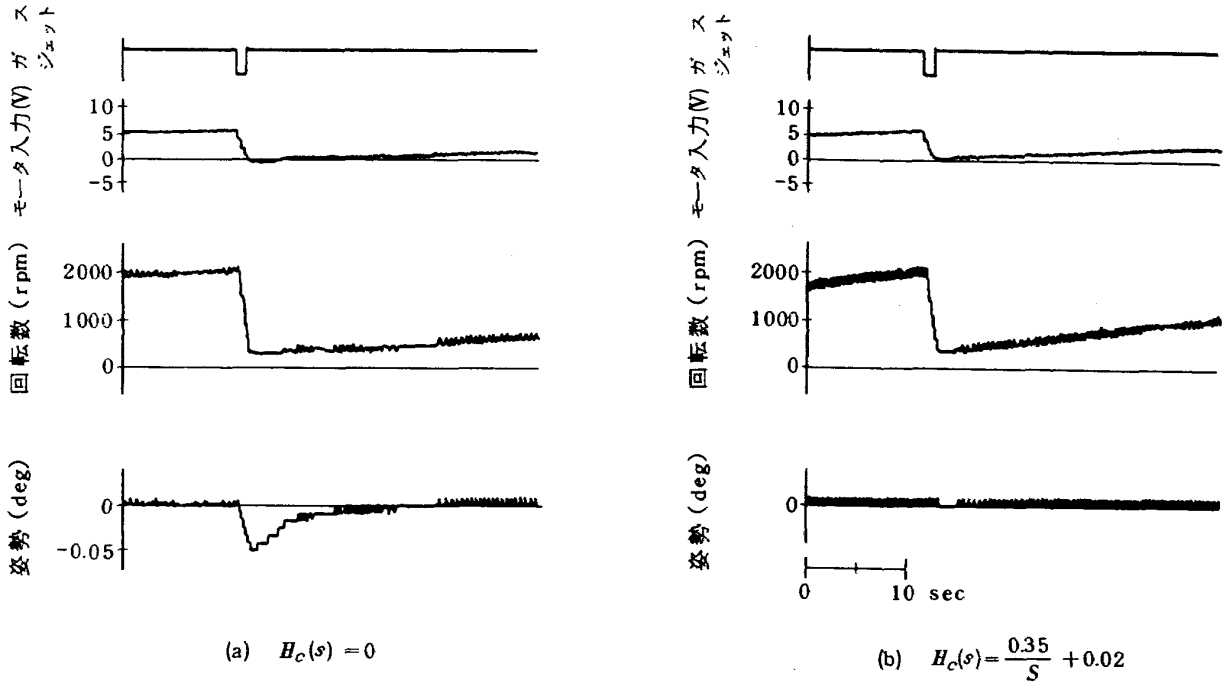 ガス
ジェット
モータ入力(V)
10
5
0
-5
回転数(rpm)
2000
1000
0
姿勢(deg)
0
-0.05
(a) H_c(s) = 0
ガス
ジェット
モータ入力(V)
10
5
0
-5
回転数(rpm)
2000
1000
0
姿勢(deg)
0
0 10 sec
(b) H_c(s) = 0.35/S + 0.02